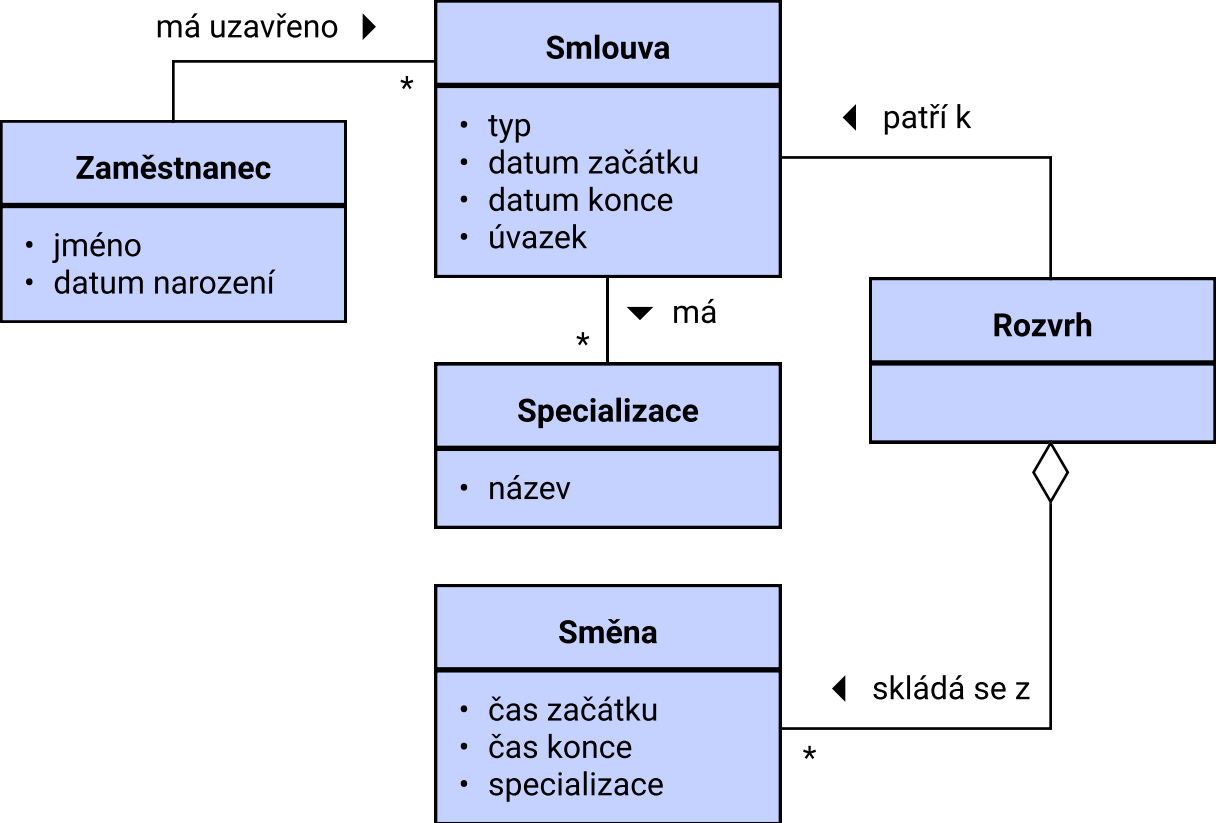 má uzavřeno
*
Smlouva
• typ
• datum začátku
• datum konce
• úvazek
patří k
Zaměstnanec
• jméno
• datum narození
má
*
Rozvrh
Specializace
• název
Směna
• čas začátku
• čas konce
• specializace
skládá se z
*